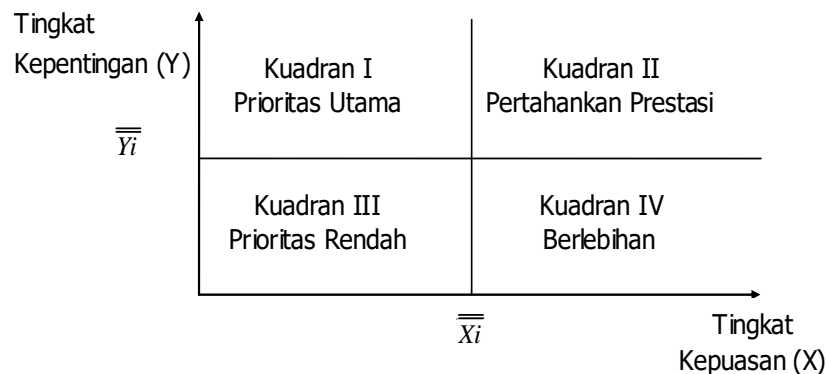 Tingkat
Kepentingan (Y)
Kuadran I
Prioritas Utama
Kuadran II
Pertahankan Prestasi
Yi
Kuadran III
Prioritas Rendah
Kuadran IV
Berlebihan
Xi
Tingkat
Kepuasan (X)